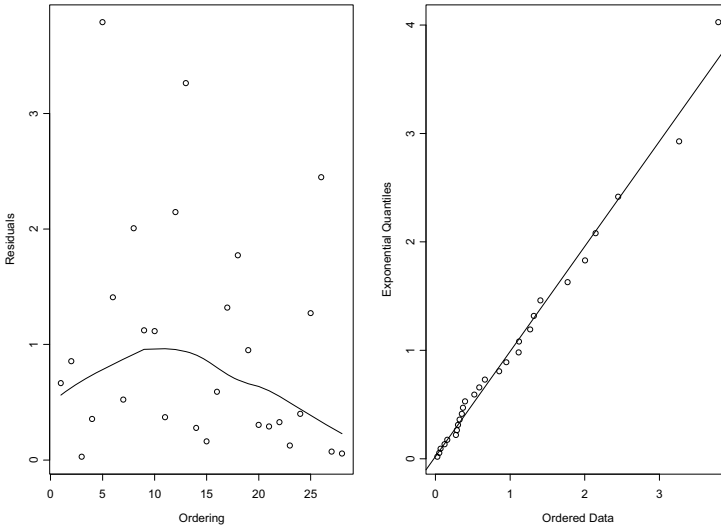 3
2
1
0
Residuals
0 5 10 15 20 25
Ordering
4
3
2
1
0
Exponential Quantiles
0 1 2 3
Ordered Data